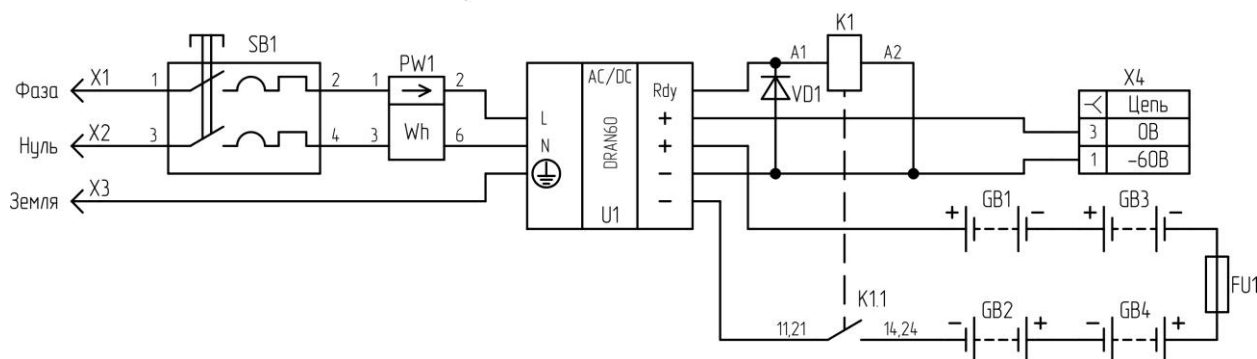 SB1
PW1
K1
X4
Фаза X1 1 2 1 2
Нуль X2 3 4 3 Wh 6
Земля X3
AC/DC
DRAN60
U1
L
N
Rdy
+
+
−
−
A1 A2
VD1
Цепь
3 0В
1 -60В
+ GB1 − + GB3 −
FU1
K1.1
11,21 14,24
− GB2 + − GB4 +